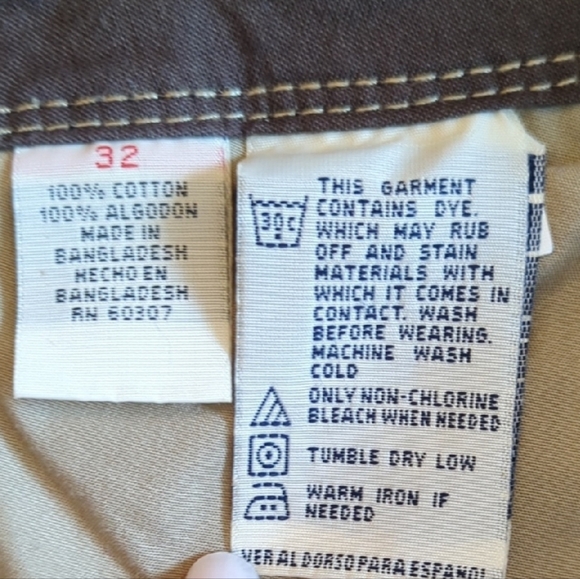 32
100% COTTON
100% ALGODON
MADE IN
BANGLADESH
HECHO EN
BANGLADESH
RN 60307
30C
THIS GARMENT
CONTAINS DYE.
WHICH MAY RUB
OFF AND STAIN
MATERIALS WITH
WHICH IT COMES IN
CONTACT. WASH
BEFORE WEARING.
MACHINE WASH
COLD
ONLY NON-CHLORINE
BLEACH WHEN NEEDED
TUMBLE DRY LOW
WARM IRON IF
NEEDED
VER AL DORSO PARA ESPANOL